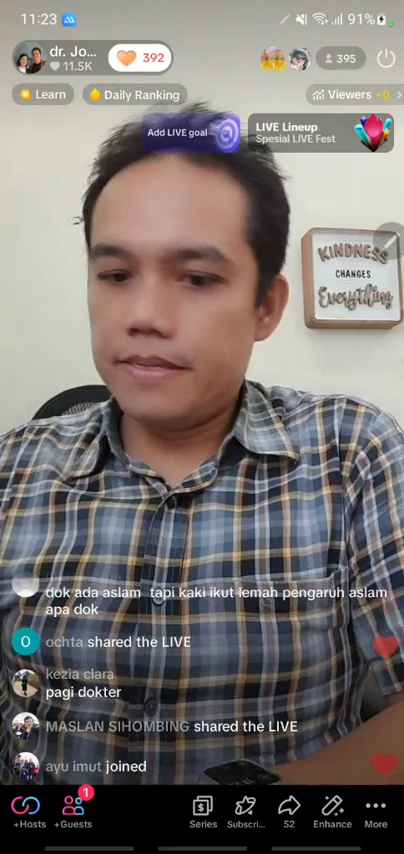 11:23
91%
dr. Jo...
11.5K
392
395
Learn
Daily Ranking
Viewers +0 >
Add LIVE goal
LIVE Lineup
Spesial LIVE Fest
KINDNESS
CHANGES
Everything
dok ada aslam tapi kaki ikut lemah pengaruh aslam
apa dok
O
ochta shared the LIVE
kezia clara
pagi dokter
MASLAN SIHOMBING shared the LIVE
ayu imut joined
1
+Hosts
+Guests
Series
Subscri...
52
Enhance
More